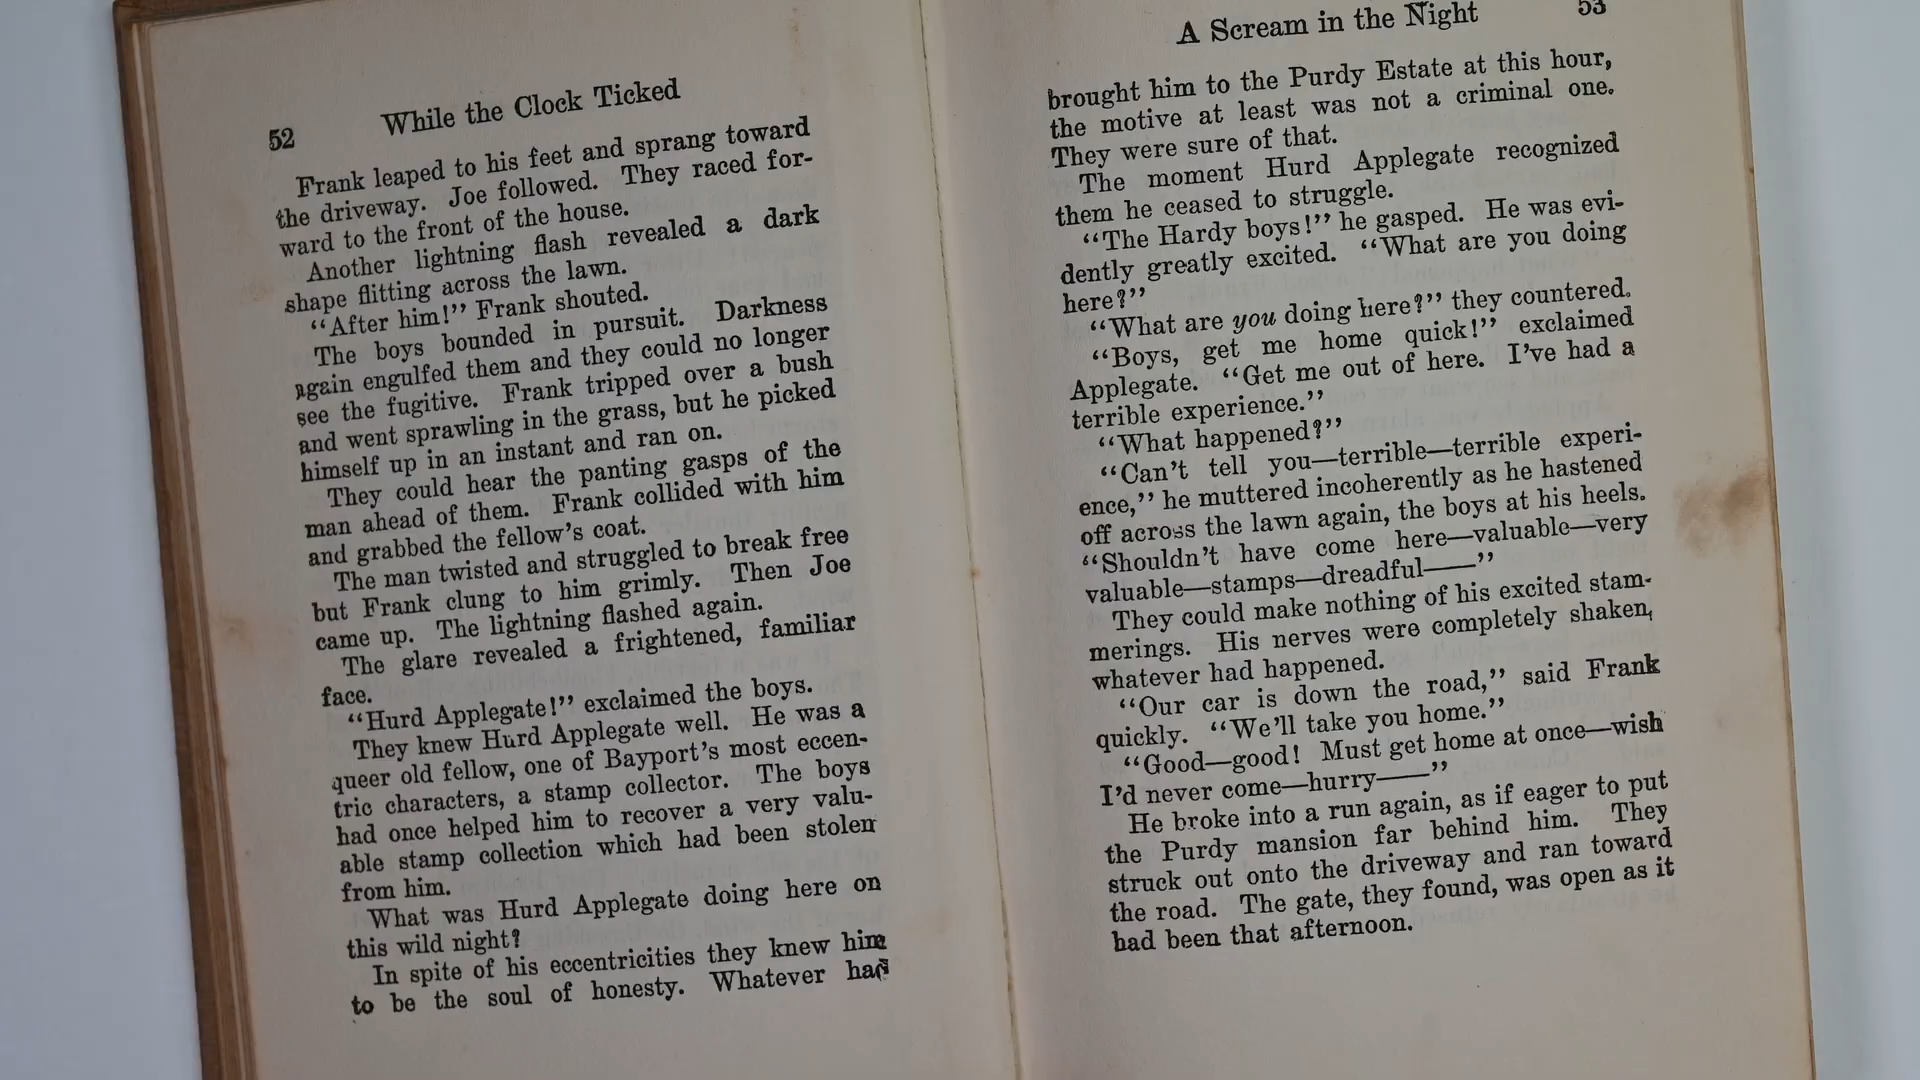 52 While the Clock Ticked
Frank leaped to his feet and sprang toward
the driveway. Joe followed. They raced for-
ward to the front of the house.
Another lightning flash revealed a dark
shape flitting across the lawn.
“After him!” Frank shouted.
The boys bounded in pursuit. Darkness
again engulfed them and they could no longer
see the fugitive. Frank tripped over a bush
and went sprawling in the grass, but he picked
himself up in an instant and ran on.
They could hear the panting gasps of the
man ahead of them. Frank collided with him
and grabbed the fellow’s coat.
The man twisted and struggled to break free
but Frank clung to him grimly. Then Joe
came up. The lightning flashed again.
The glare revealed a frightened, familiar
face.
“Hurd Applegate!” exclaimed the boys.
They knew Hurd Applegate well. He was a
queer old fellow, one of Bayport’s most eccen-
tric characters, a stamp collector. The boys
had once helped him to recover a very valu-
able stamp collection which had been stolen
from him.
What was Hurd Applegate doing here on
this wild night?
In spite of his eccentricities they knew him
to be the soul of honesty. Whatever had
A Scream in the Night 53
brought him to the Purdy Estate at this hour,
the motive at least was not a criminal one.
They were sure of that.
The moment Hurd Applegate recognized
them he ceased to struggle.
“The Hardy boys!” he gasped. He was evi-
dently greatly excited. “What are you doing
here?”
“What are you doing here?” they countered.
“Boys, get me home quick!” exclaimed
Applegate. “Get me out of here. I’ve had a
terrible experience.”
“What happened?”
“Can’t tell you—terrible—terrible experi-
ence,” he muttered incoherently as he hastened
off across the lawn again, the boys at his heels.
“Shouldn’t have come here—valuable—very
valuable—stamps—dreadful——”
They could make nothing of his excited stam-
merings. His nerves were completely shaken,
whatever had happened.
“Our car is down the road,” said Frank
quickly. “We’ll take you home.”
“Good—good! Must get home at once—wish
I’d never come—hurry——”
He broke into a run again, as if eager to put
the Purdy mansion far behind him. They
struck out onto the driveway and ran toward
the road. The gate, they found, was open as it
had been that afternoon.